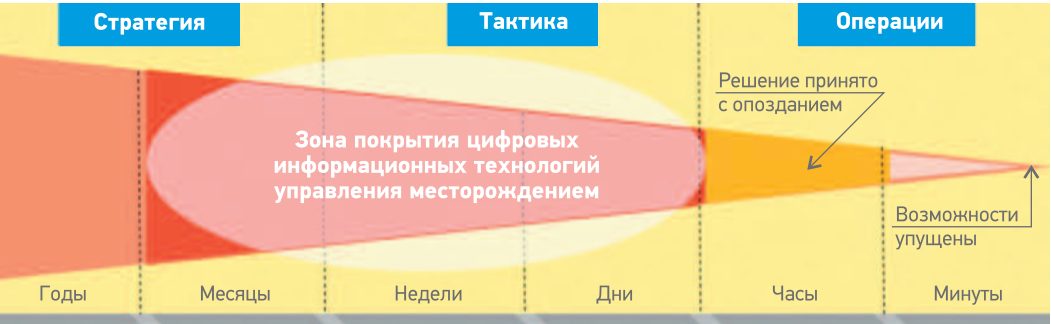 Стратегия
Тактика
Операции
Решение принято
с опозданием
Зона покрытия цифровых
информационных технологий
управления месторождением
Возможности
упущены
Годы
Месяцы
Недели
Дни
Часы
Минуты